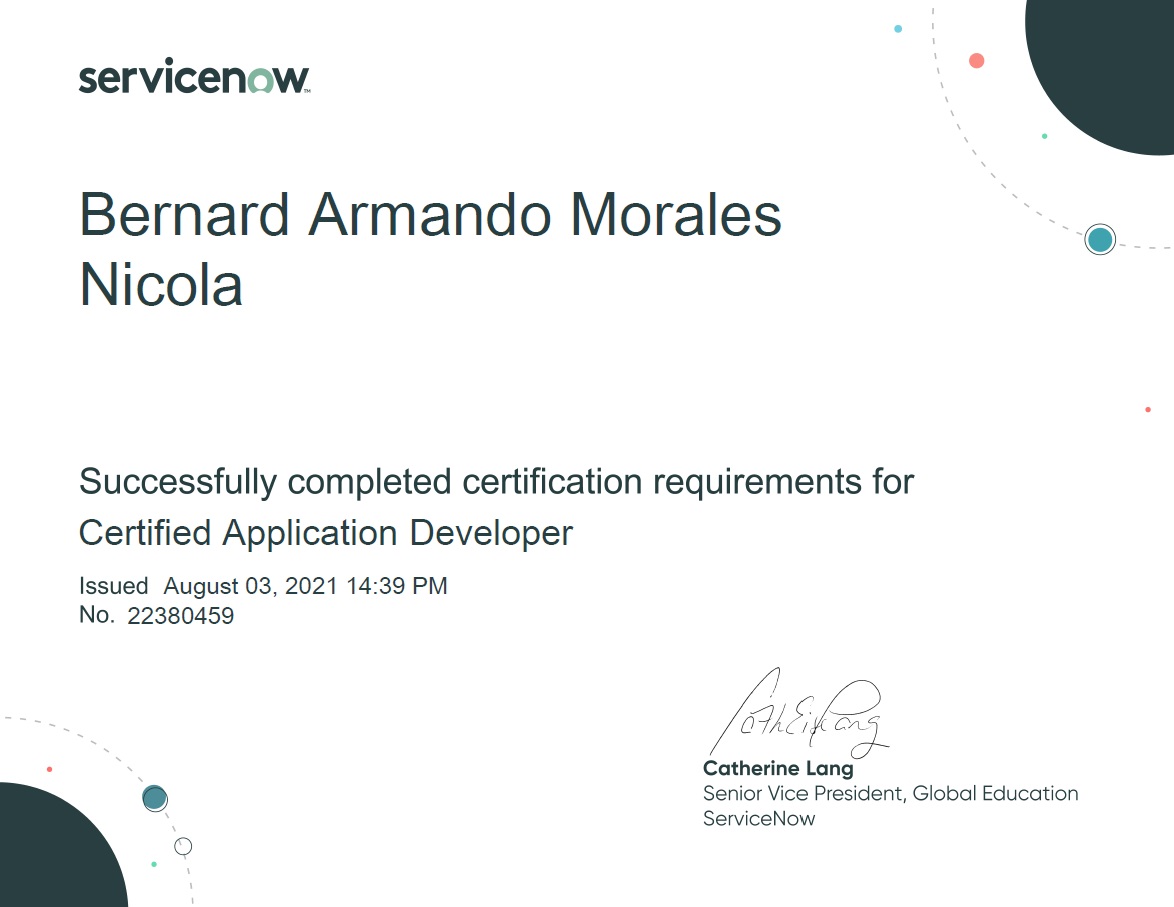 servicenow™
Bernard Armando Morales
Nicola
Successfully completed certification requirements for
Certified Application Developer
Issued August 03, 2021 14:39 PM
No. 22380459
Catherine Lang
Senior Vice President, Global Education
ServiceNow